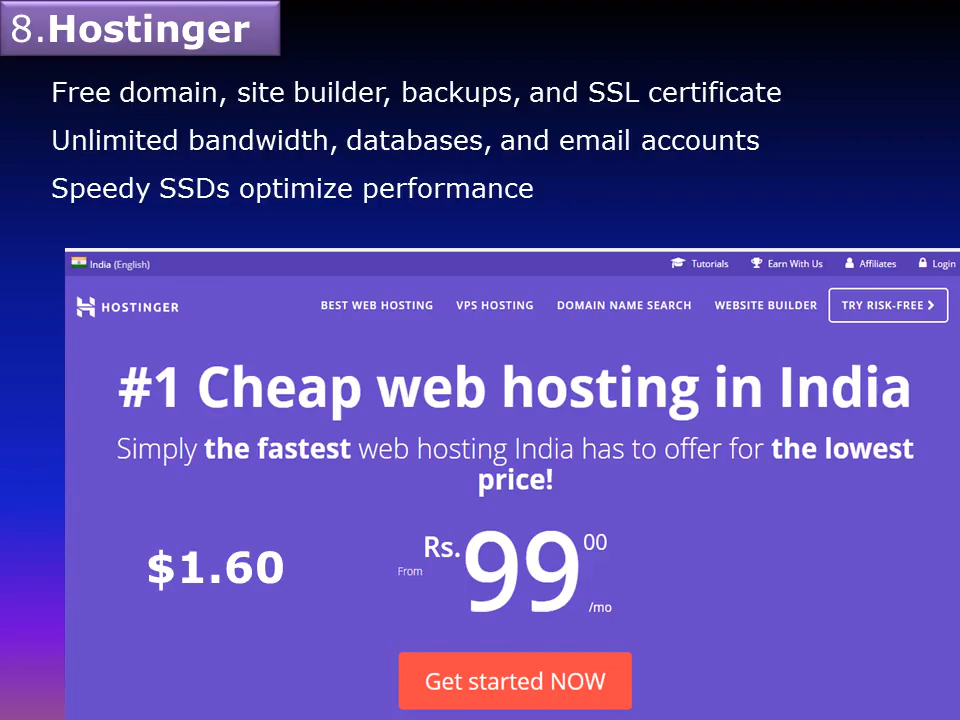 8.Hostinger
Free domain, site builder, backups, and SSL certificate
Unlimited bandwidth, databases, and email accounts
Speedy SSDs optimize performance
India (English) Tutorials Earn With Us Affiliates Login
HOSTINGER BEST WEB HOSTING VPS HOSTING DOMAIN NAME SEARCH WEBSITE BUILDER TRY RISK-FREE
#1 Cheap web hosting in India
Simply the fastest web hosting India has to offer for the lowest
price!
$1.60 From Rs. 99 00 /mo
Get started NOW